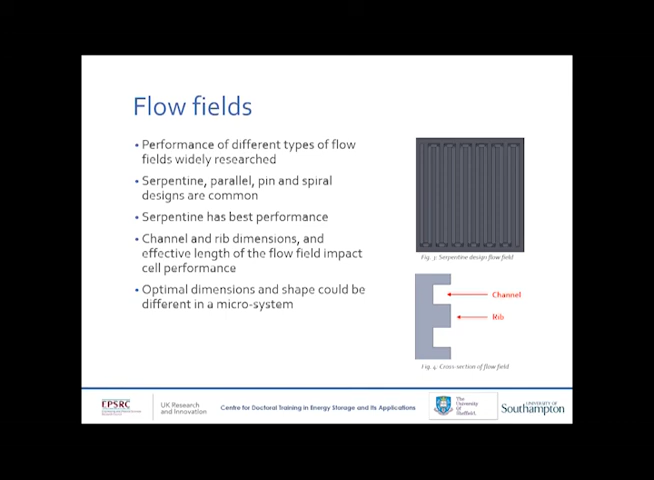 Flow fields
• Performance of different types of flow
fields widely researched
• Serpentine, parallel, pin and spiral
designs are common
• Serpentine has best performance
• Channel and rib dimensions, and
effective length of the flow field impact
cell performance
• Optimal dimensions and shape could be
different in a micro-system
Fig. 3: Serpentine design flow field
Channel
Rib
Fig. 4: Cross-section of flow field
EPSRC
UK Research
and Innovation
Centre for Doctoral Training in Energy Storage and Its Applications
The
University
Of
Sheffield.
UNIVERSITY OF
Southampton